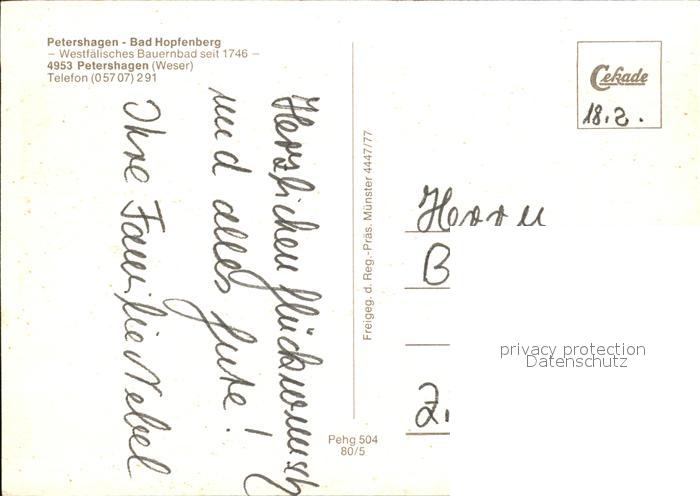 Petershagen - Bad Hopfenberg
– Westfälisches Bauernbad seit 1746 –
4953 Petershagen (Weser)
Telefon (05707) 291
Herzlichen Glückwunsch
und alles Gute!
Ihre Familie Nebel
Freigeg. d. Reg.-Präs. Münster 4447/77
Pehg 504
80/5
Cekade
18.2.
Herrn
B
Z.
privacy protection
Datenschutz